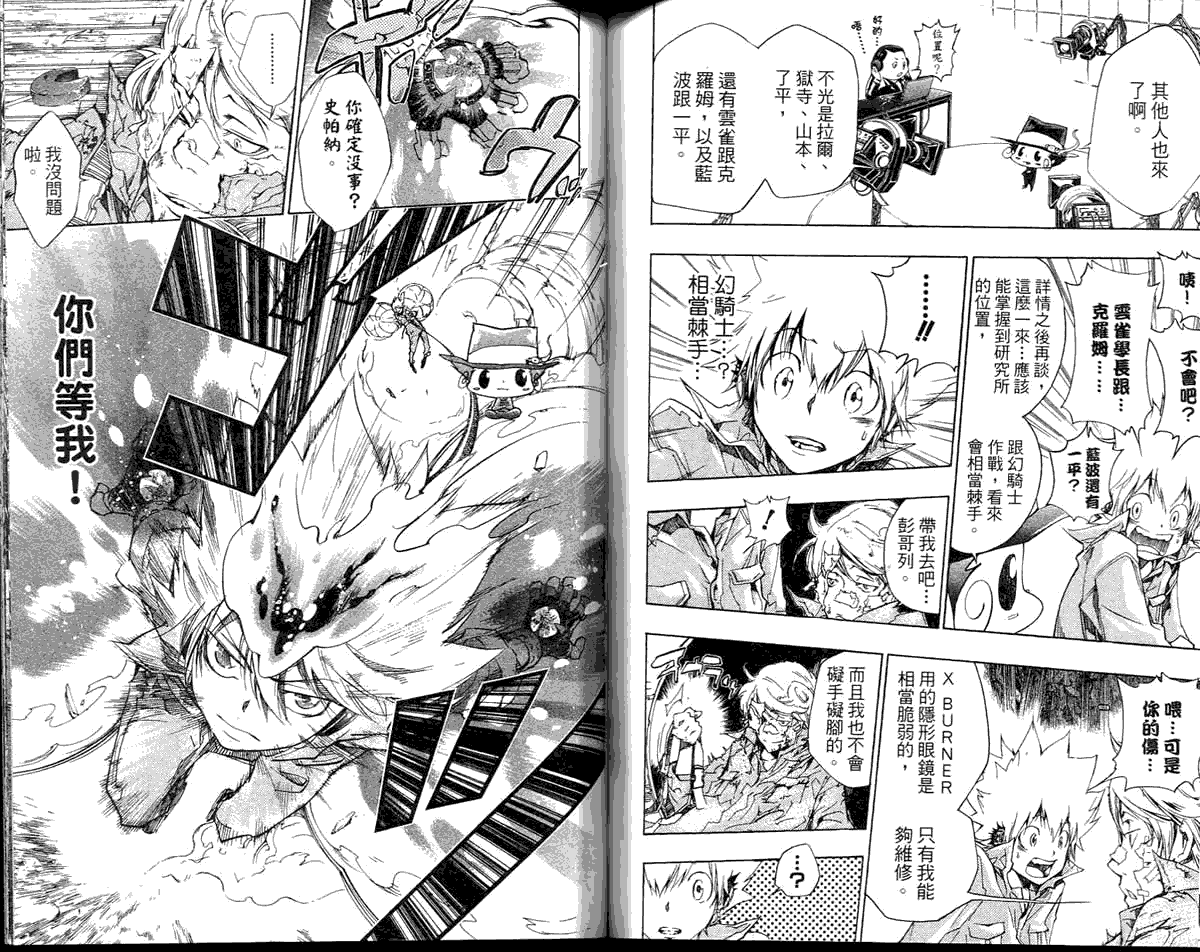 其他人也來
了啊。
位置呢？
好的
嗯
不光是拉爾、
獄寺、山本、
了平，
還有雲雀跟克
羅姆，以及藍
波跟一平。
咦！
不會吧？
雲雀學長跟…
克羅姆……
藍波還有
一平？
詳情之後再談，
這麼一來…應該
能掌握到研究所
的位置，
跟幻騎士
作戰，看來
會相當棘手。
……!!
幻騎士…？
相當棘手…
帶我去吧…
彭哥列。
！
喂…可是
你的傷…
X BURNER
用的隱形眼鏡是
相當脆弱的，
只有我能
夠維修。
而且我也不會
礙手礙腳的。
…？
你確定沒事？
史帕納。
………
我沒問題
啦。
你們等我！